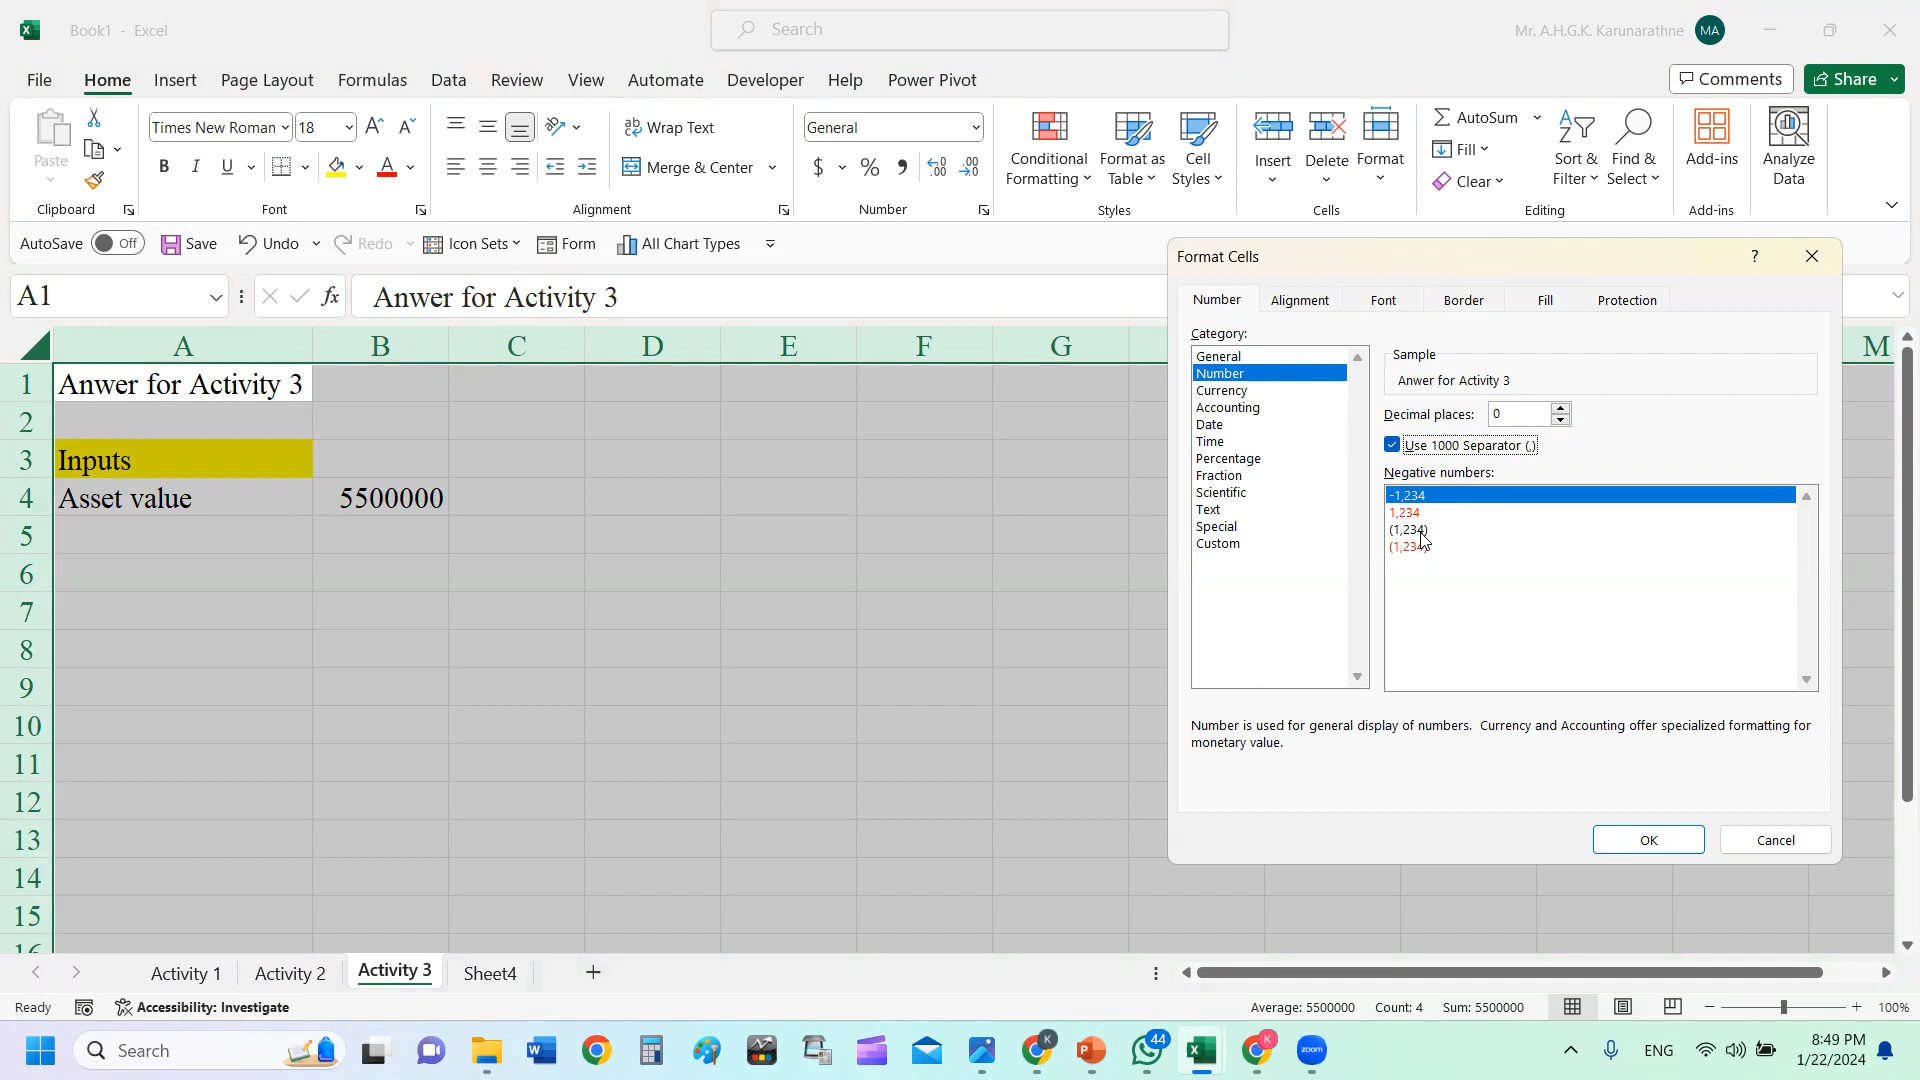 Book1 - Excel
Search
Mr. A.H.G.K. Karunarathne
MA
File Home Insert Page Layout Formulas Data Review View Automate Developer Help Power Pivot
Comments
Share
Paste
Clipboard
Times New Roman
18
A A
B I U
A
Font
ab Wrap Text
Merge & Center
Alignment
General
$ % ,
Number
Conditional Formatting
Format as Table
Cell Styles
Styles
Insert
Delete
Format
Cells
AutoSum
Fill
Clear
Sort & Filter
Find & Select
Editing
Add-ins
Add-ins
Analyze Data
AutoSave Off
Save
Undo
Redo
Icon Sets
Form
All Chart Types
A1
fx
Anwer for Activity 3
A B C D E F G M
1 Anwer for Activity 3
2
3 Inputs
4 Asset value 5500000
5
6
7
8
9
10
11
12
13
14
15
16
Format Cells
?
Number Alignment Font Border Fill Protection
Category:
General
Number
Currency
Accounting
Date
Time
Percentage
Fraction
Scientific
Text
Special
Custom
Sample
Anwer for Activity 3
Decimal places: 0
Use 1000 Separator (,)
Negative numbers:
-1,234
1,234
(1,234)
(1,234)
Number is used for general display of numbers. Currency and Accounting offer specialized formatting for
monetary value.
OK
Cancel
Activity 1 Activity 2 Activity 3 Sheet4
Ready
Accessibility: Investigate
Average: 5500000 Count: 4 Sum: 5500000
100%
Search
44
K
zoom
ENG
8:49 PM
1/22/2024